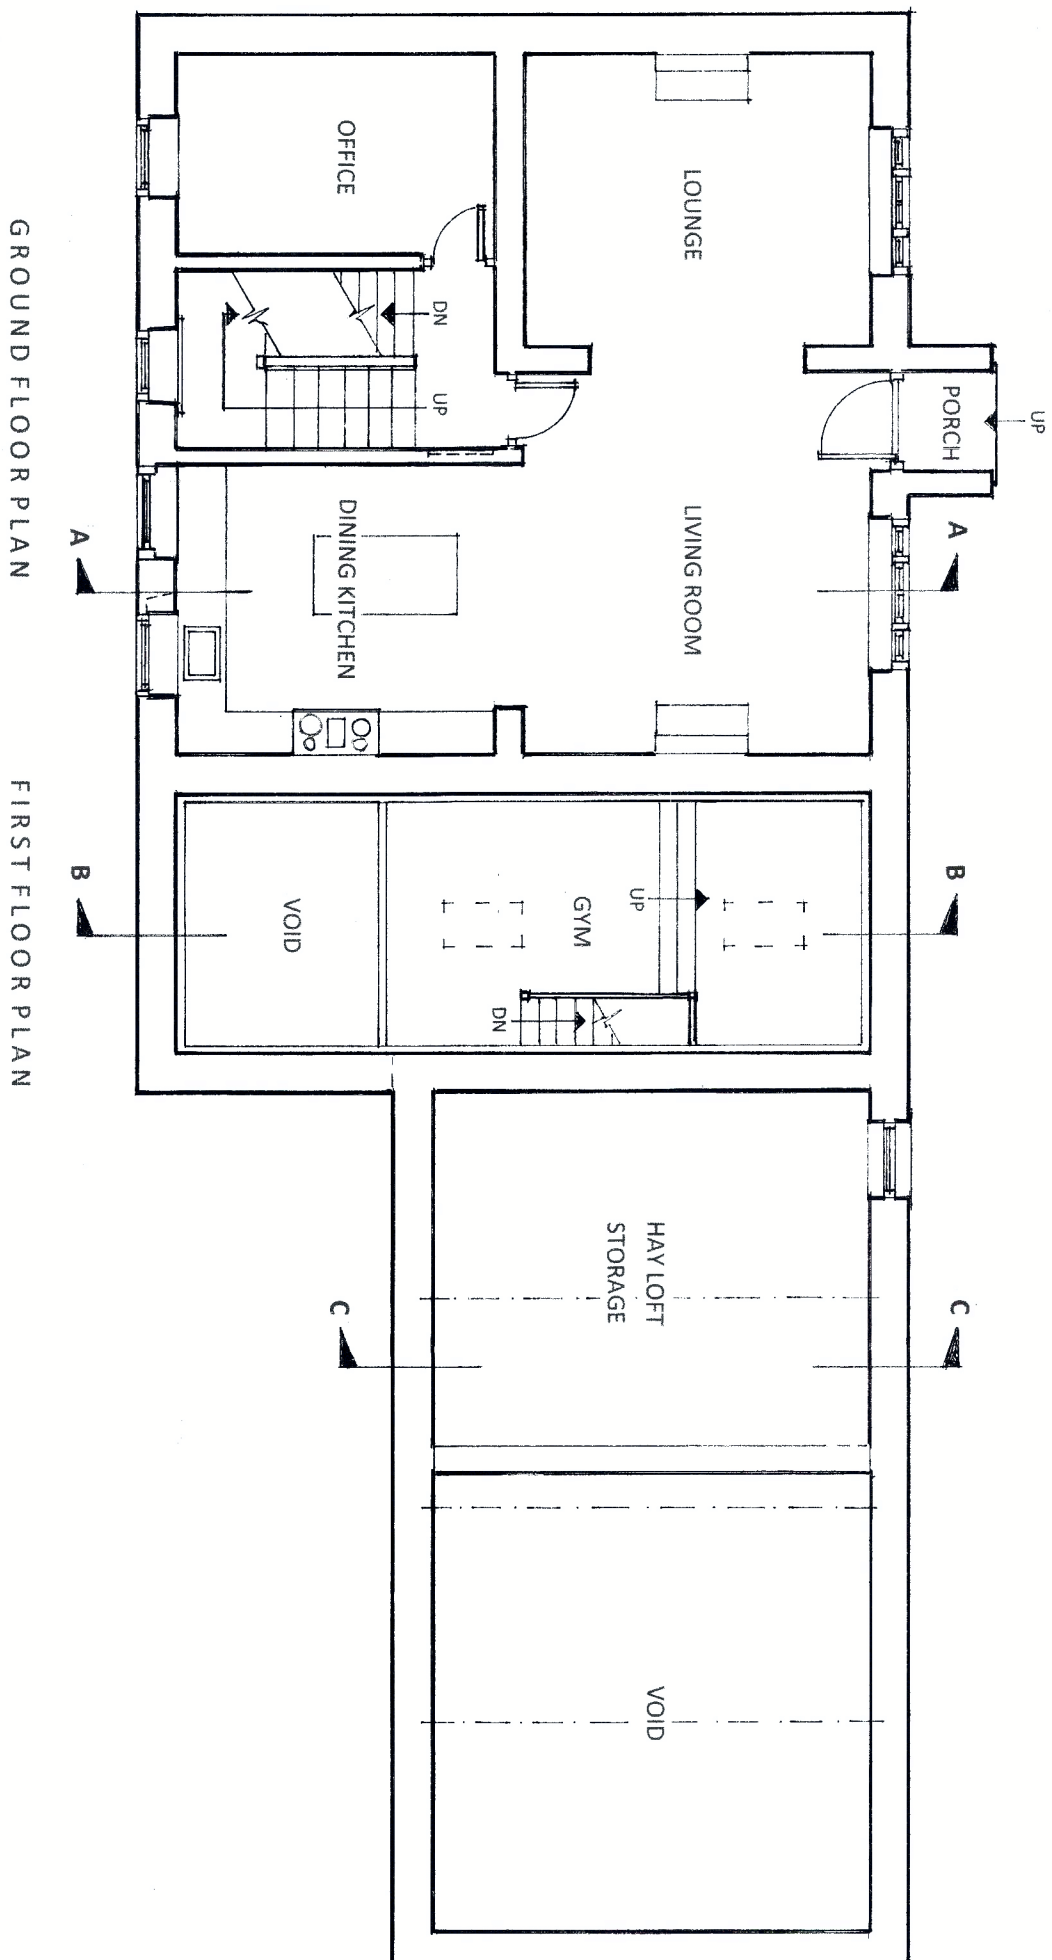 UP
A
B
C
PORCH
LOUNGE
LIVING ROOM
UP
GYM
DN
HAY LOFT
STORAGE
VOID
DN
UP
OFFICE
DINING KITCHEN
VOID
C
A
B
GROUND FLOOR PLAN
FIRST FLOOR PLAN